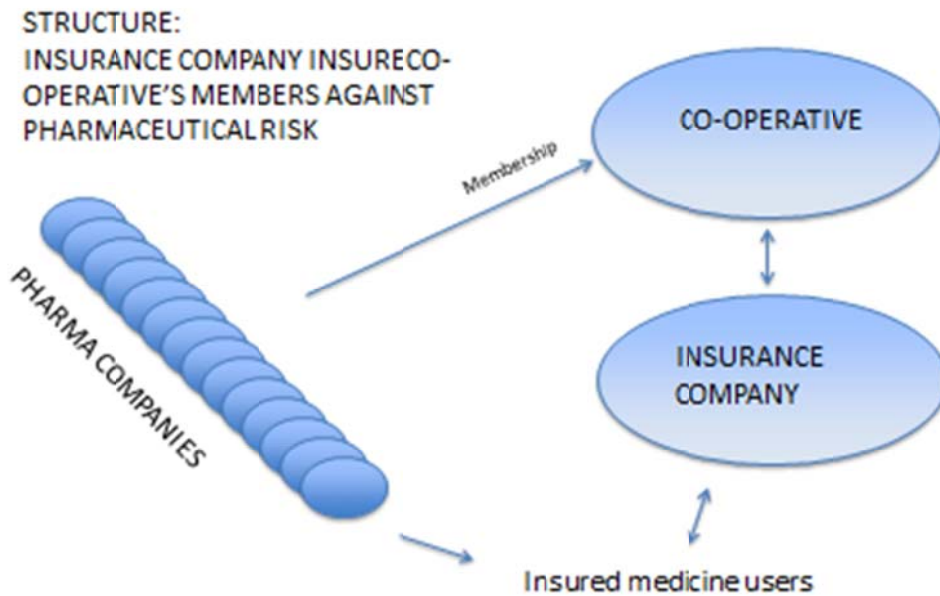 STRUCTURE:
INSURANCE COMPANY INSURECO-
OPERATIVE'S MEMBERS AGAINST
PHARMACEUTICALRISK
CO-OPERATIVE
Membership
PHARMA COMPANIES
INSURANCE
COMPANY
Insured medicine users